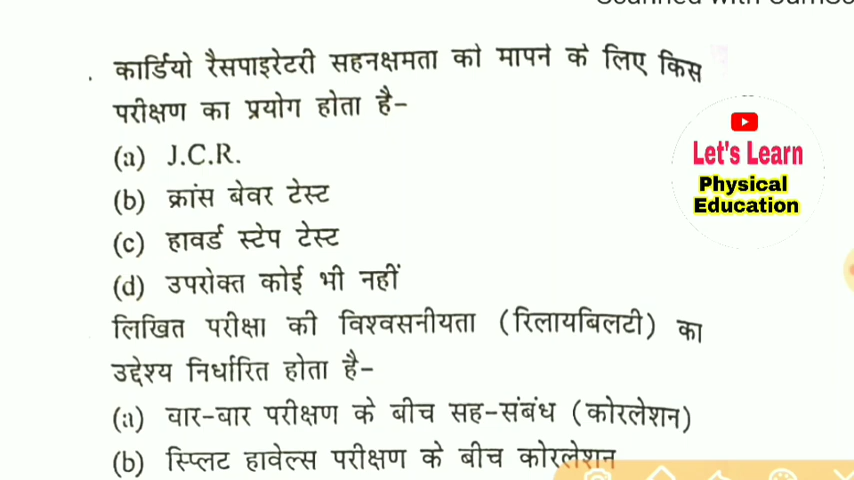 कार्डियो रैसपाइरेटरी सहनक्षमता को मापने के लिए किस
परीक्षण का प्रयोग होता है-
(a) J.C.R.
(b) क्रांस बेवर टेस्ट
(c) हावर्ड स्टेप टेस्ट
(d) उपरोक्त कोई भी नहीं
लिखित परीक्षा की विश्वसनीयता (रिलायबिलटी) का
उद्देश्य निर्धारित होता है-
(a) बार-बार परीक्षण के बीच सह-संबंध (कोरलेशन)
(b) स्प्लिट हावेल्स परीक्षण के बीच कोरलेशन
Let's Learn
Physical
Education